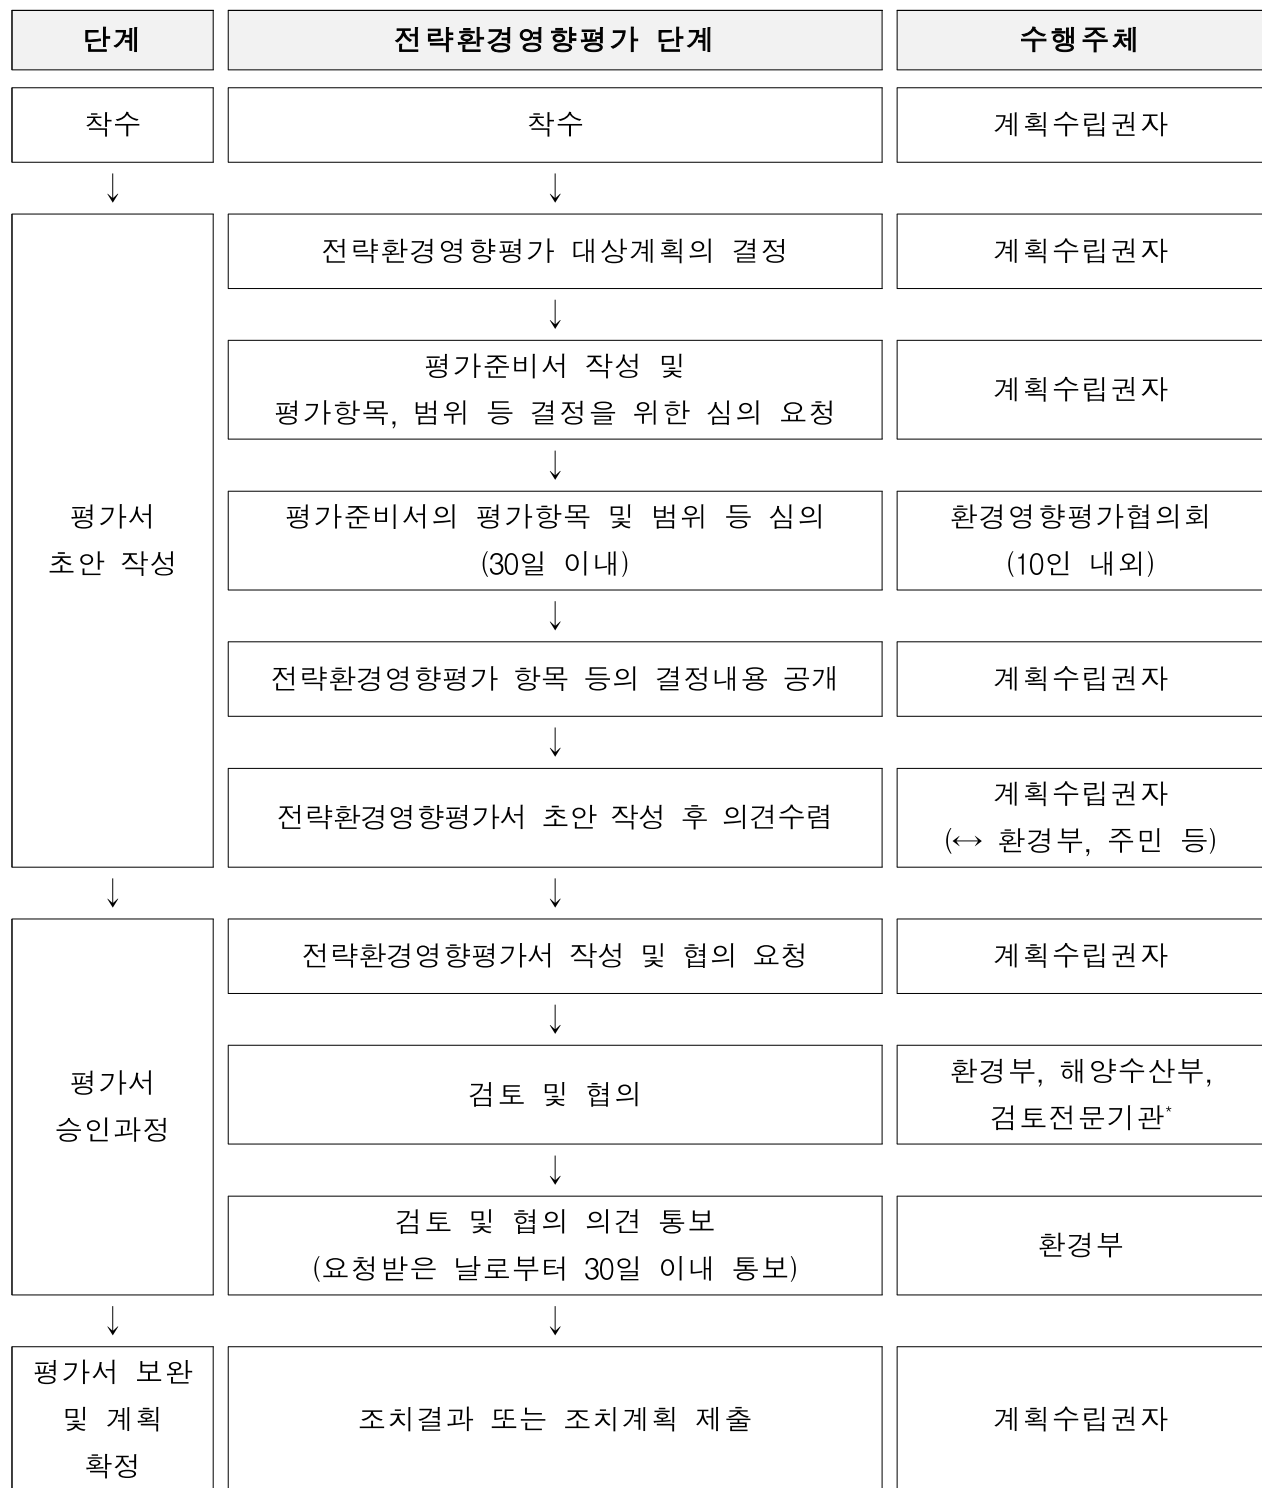 단계
전략환경영향평가 단계
수행주체
착수
착수
계획수립권자
↓
↓
평가서
초안 작성
전략환경영향평가 대상계획의 결정
계획수립권자
↓
평가준비서 작성 및
평가항목, 범위 등 결정을 위한 심의 요청
계획수립권자
↓
평가준비서의 평가항목 및 범위 등 심의
(30일 이내)
환경영향평가협의회
(10인 내외)
↓
전략환경영향평가 항목 등의 결정내용 공개
계획수립권자
↓
전략환경영향평가서 초안 작성 후 의견수렴
계획수립권자
(↔ 환경부, 주민 등)
↓
↓
평가서
승인과정
전략환경영향평가서 작성 및 협의 요청
계획수립권자
↓
검토 및 협의
환경부, 해양수산부,
검토전문기관*
↓
검토 및 협의 의견 통보
(요청받은 날로부터 30일 이내 통보)
환경부
↓
↓
평가서 보완
및 계획
확정
조치결과 또는 조치계획 제출
계획수립권자